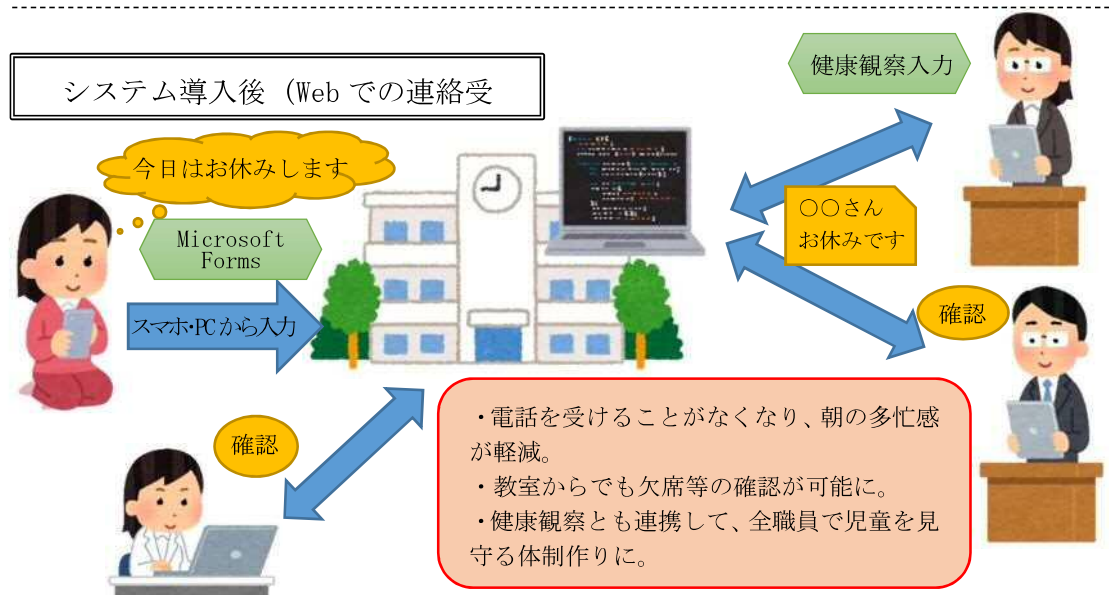 システム導入後（Webでの連絡受
健康観察入力
今日はお休みします
Microsoft
Forms
スマホ・PCから入力
〇〇さん
お休みです
確認
確認
・電話を受けることがなくなり、朝の多忙感
が軽減。
・教室からでも欠席等の確認が可能に。
・健康観察とも連携して、全職員で児童を見
守る体制作りに。